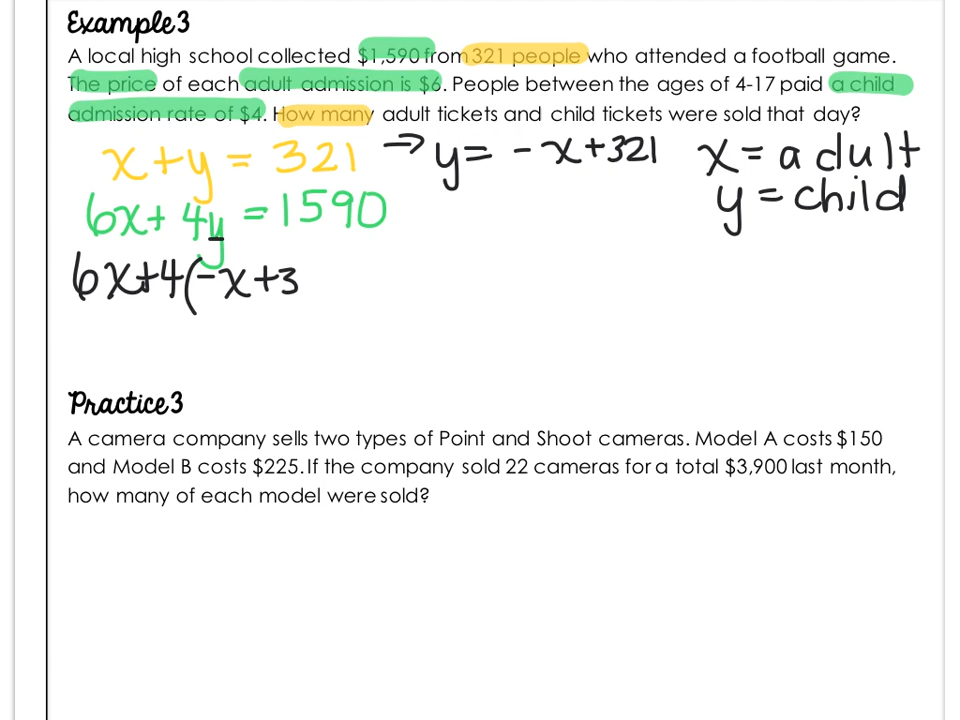 Example 3
A local high school collected $1,590 from 321 people who attended a football game.
The price of each adult admission is $6. People between the ages of 4-17 paid a child
admission rate of $4. How many adult tickets and child tickets were sold that day?
x + y = 321 → y = -x+321 x = adult
6x + 4y = 1590 y = child
6x+4(-x+3
Practice 3
A camera company sells two types of Point and Shoot cameras. Model A costs $150
and Model B costs $225. If the company sold 22 cameras for a total $3,900 last month,
how many of each model were sold?